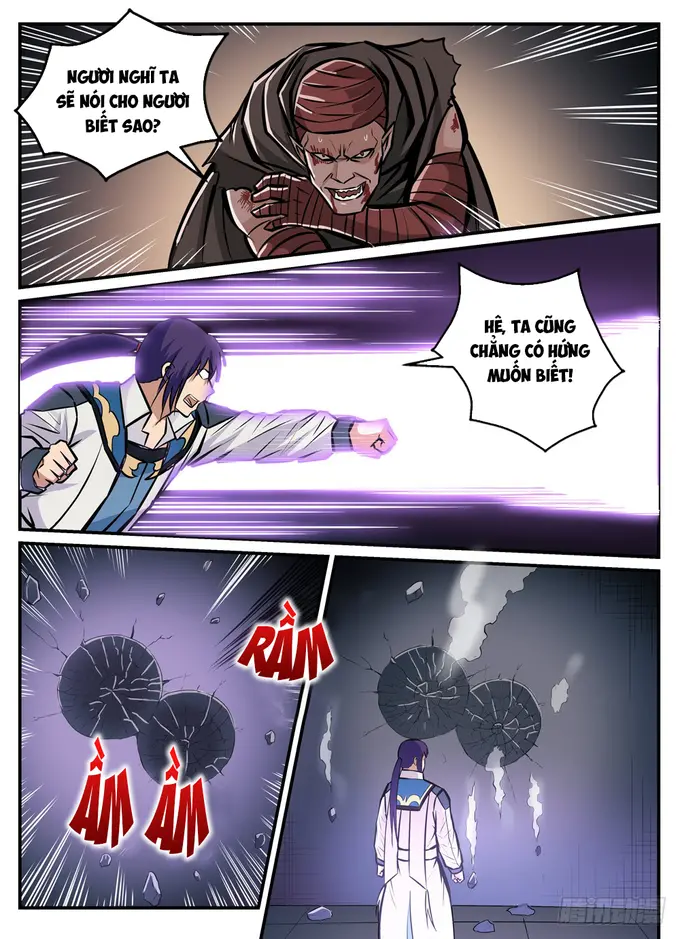 NGƯƠI NGHĨ TA
SẼ NÓI CHO NGƯƠI
BIẾT SAO?
HÊ, TA CŨNG
CHẲNG CÓ HỨNG
MUỐN BIẾT!
RẦM
ẦM ẦM